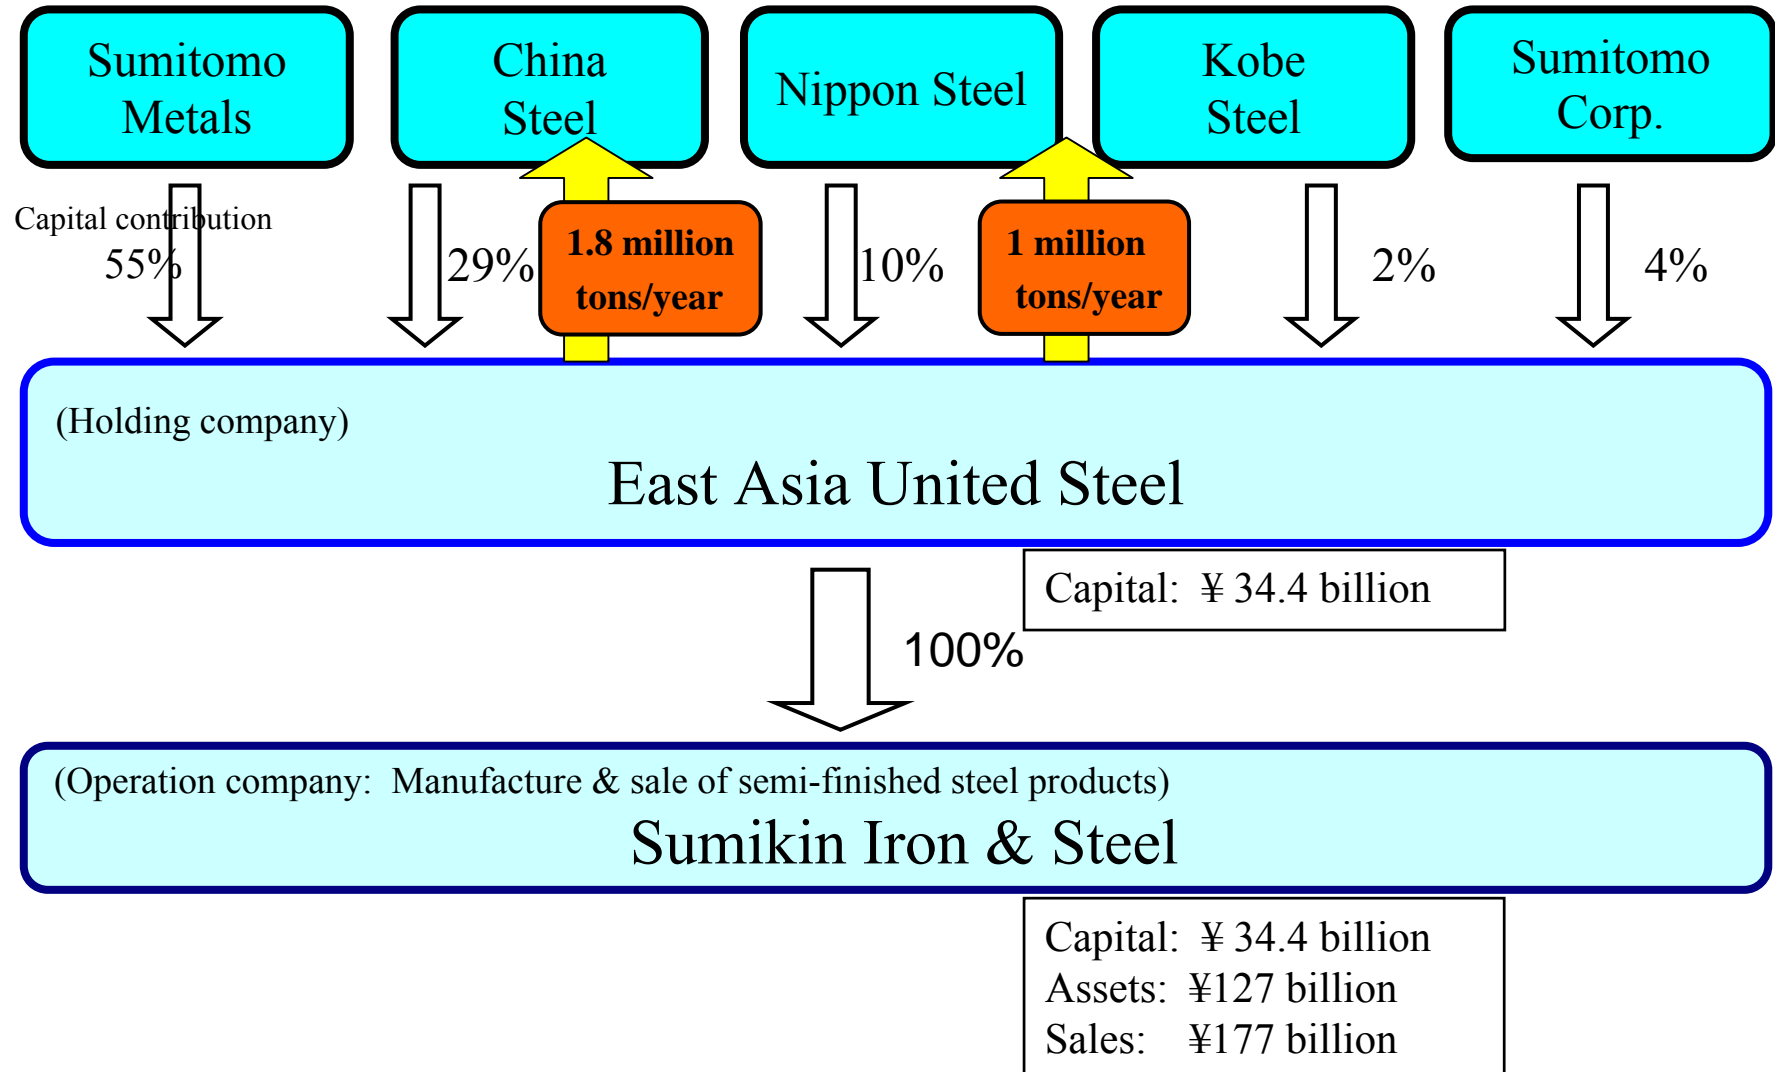 Sumitomo
Metals
China
Steel
Nippon Steel
Kobe
Steel
Sumitomo
Corp.
Capital contribution
55%
29%
1.8 million
tons/year
10%
1 million
tons/year
2%
4%
(Holding company)
East Asia United Steel
Capital: ¥ 34.4 billion
100%
(Operation company: Manufacture & sale of semi-finished steel products)
Sumikin Iron & Steel
Capital: ¥ 34.4 billion
Assets: ¥127 billion
Sales: ¥177 billion